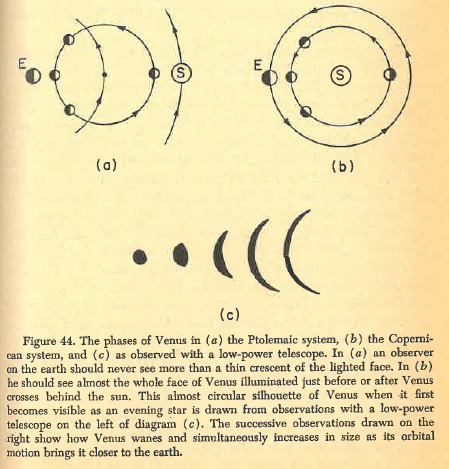 E
S
E
S
(a)
(b)
(c)
Figure 44. The phases of Venus in (a) the Ptolemaic system, (b) the Coperni-
can system, and (c) as observed with a low-power telescope. In (a) an observer
on the earth should never see more than a thin crescent of the lighted face. In (b)
he should see almost the whole face of Venus illuminated just before or after Venus
crosses behind the sun. This almost circular silhouette of Venus when it first
becomes visible as an evening star is drawn from observations with a low-power
telescope on the left of diagram (c). The successive observations drawn on the
right show how Venus wanes and simultaneously increases in size as its orbital
motion brings it closer to the earth.